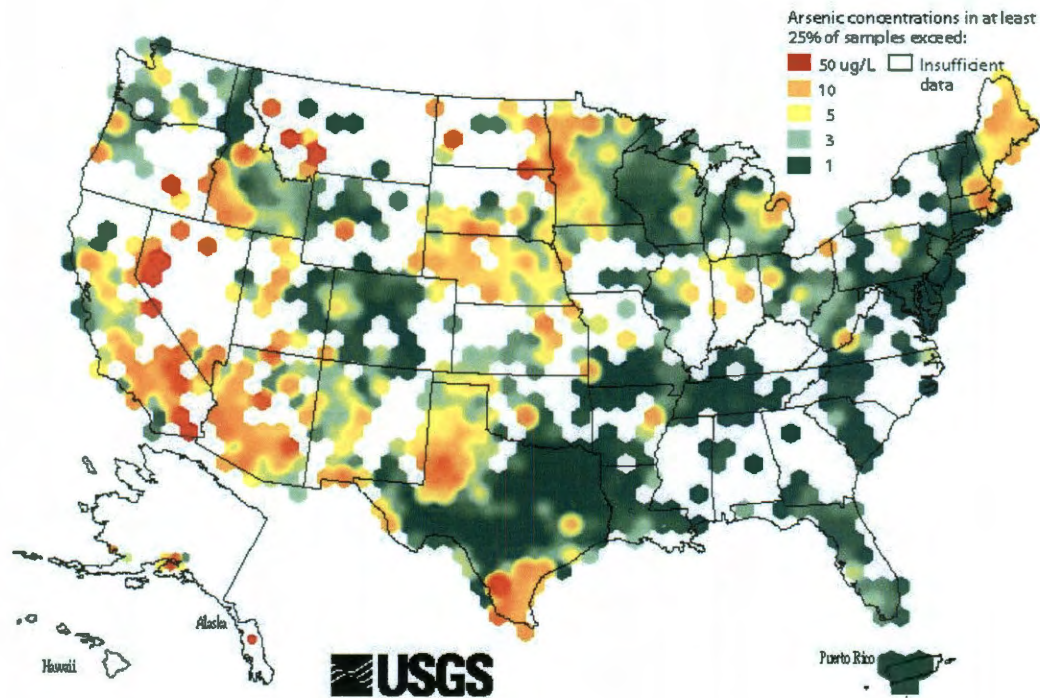 Arsenic concentrations in at least
25% of samples exceed:
50 ug/L
Insufficient
data
10
5
3
1
Alaska
Hawaii
USGS
Puerto Rico